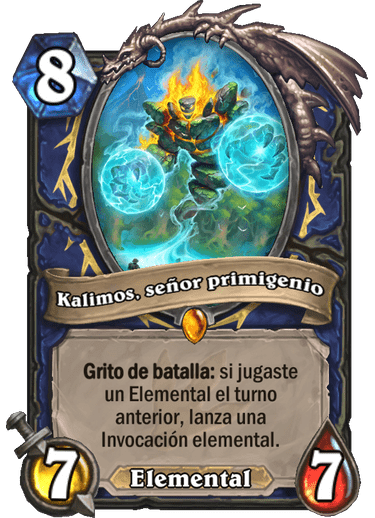 8
Kalimos, señor primigenio
Grito de batalla: si jugaste
un Elemental el turno
anterior, lanza una
Invocación elemental.
7
Elemental
7